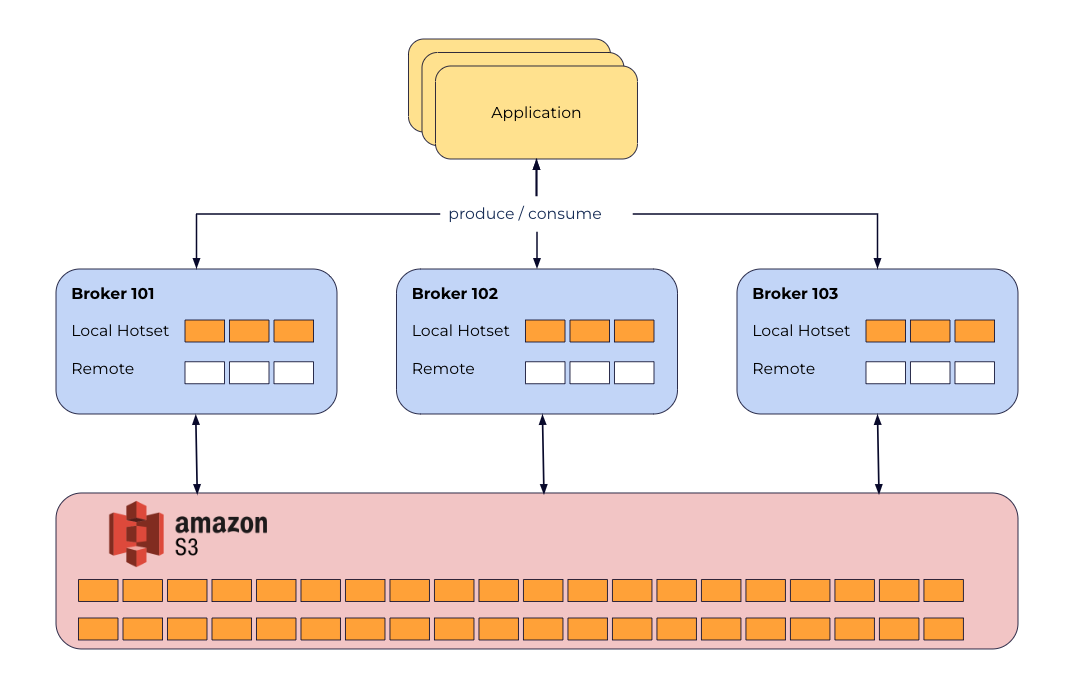 Application
produce / consume
Broker 101
Local Hotset
Remote
Broker 102
Local Hotset
Remote
Broker 103
Local Hotset
Remote
amazon
S3